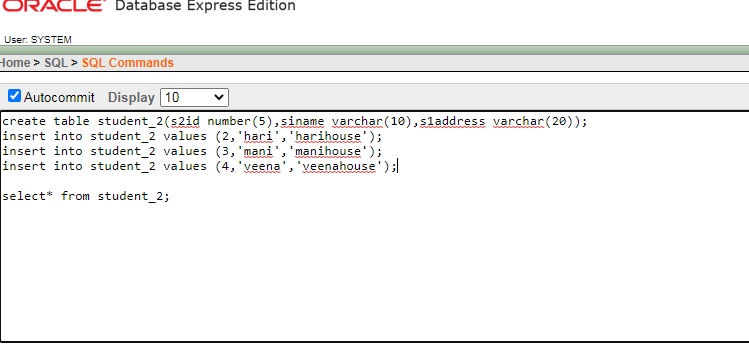 ORACLE Database Express Edition
User: SYSTEM
Home > SQL > SQL Commands
Autocommit Display 10
create table student_2(s2id number(5),siname varchar(10),s1address varchar(20));
insert into student_2 values (2,'hari','harihouse');
insert into student_2 values (3,'mani','manihouse');
insert into student_2 values (4,'veena','veenahouse');
select* from student_2;